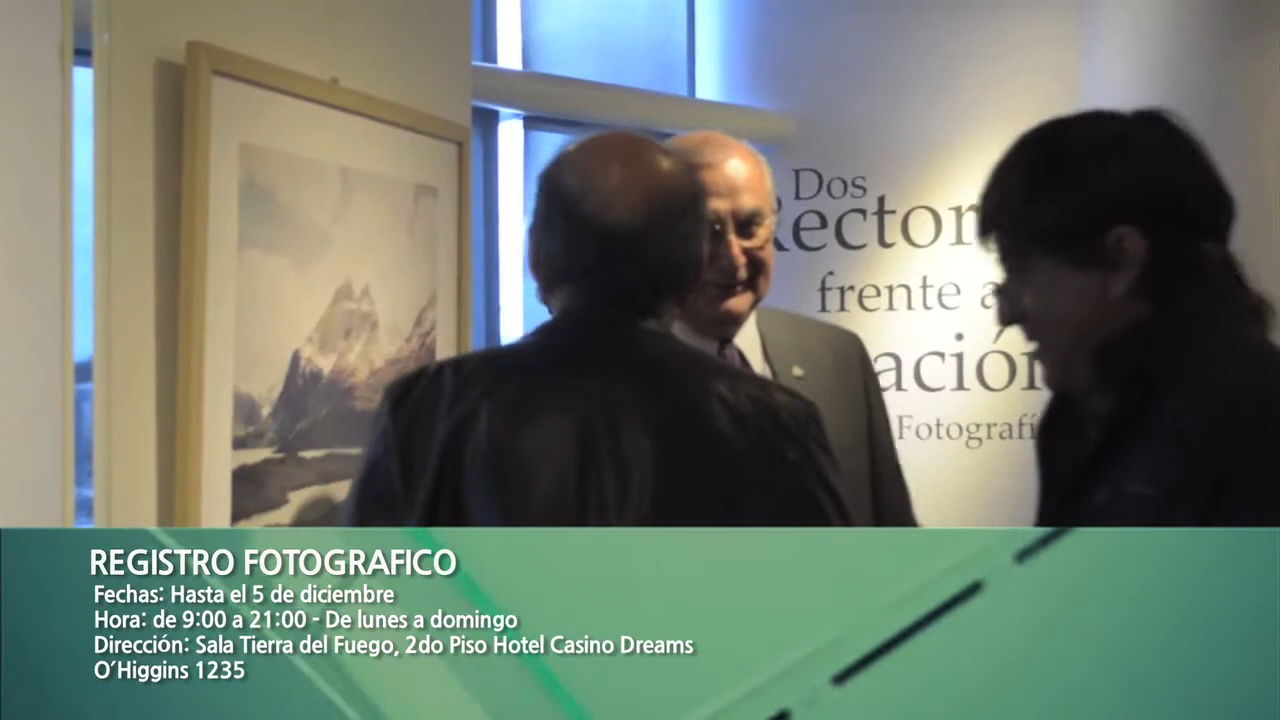 Dos
Rector
frente a
ación
Fotografí
REGISTRO FOTOGRAFICO
Fechas: Hasta el 5 de diciembre
Hora: de 9:00 a 21:00 - De lunes a domingo
Dirección: Sala Tierra del Fuego, 2do Piso Hotel Casino Dreams
O´Higgins 1235